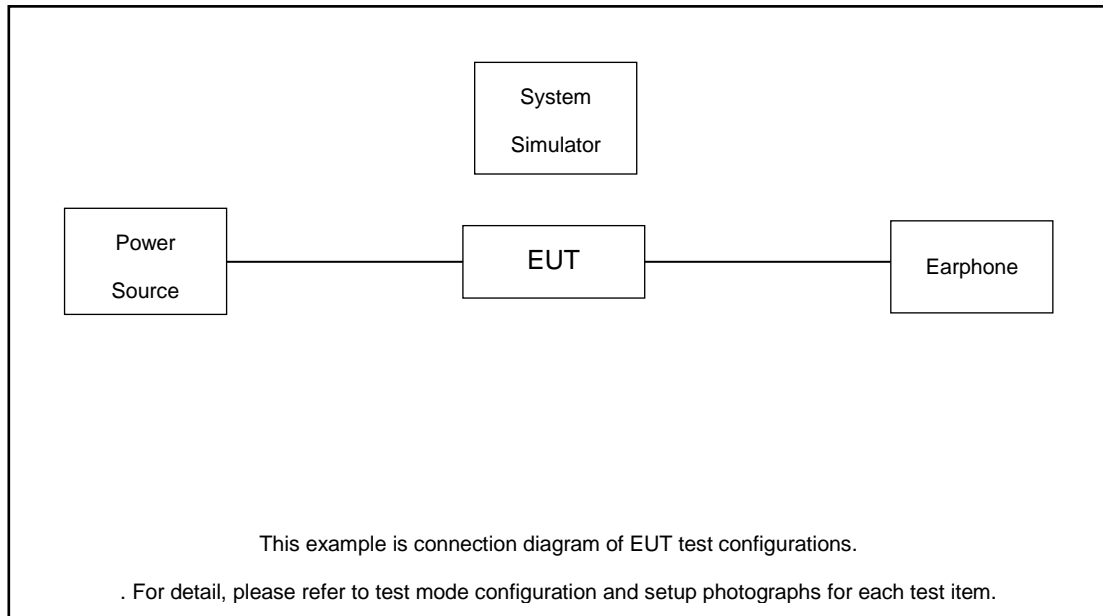 System
Simulator
Power
Source
EUT
Earphone
This example is connection diagram of EUT test configurations.
. For detail, please refer to test mode configuration and setup photographs for each test item.